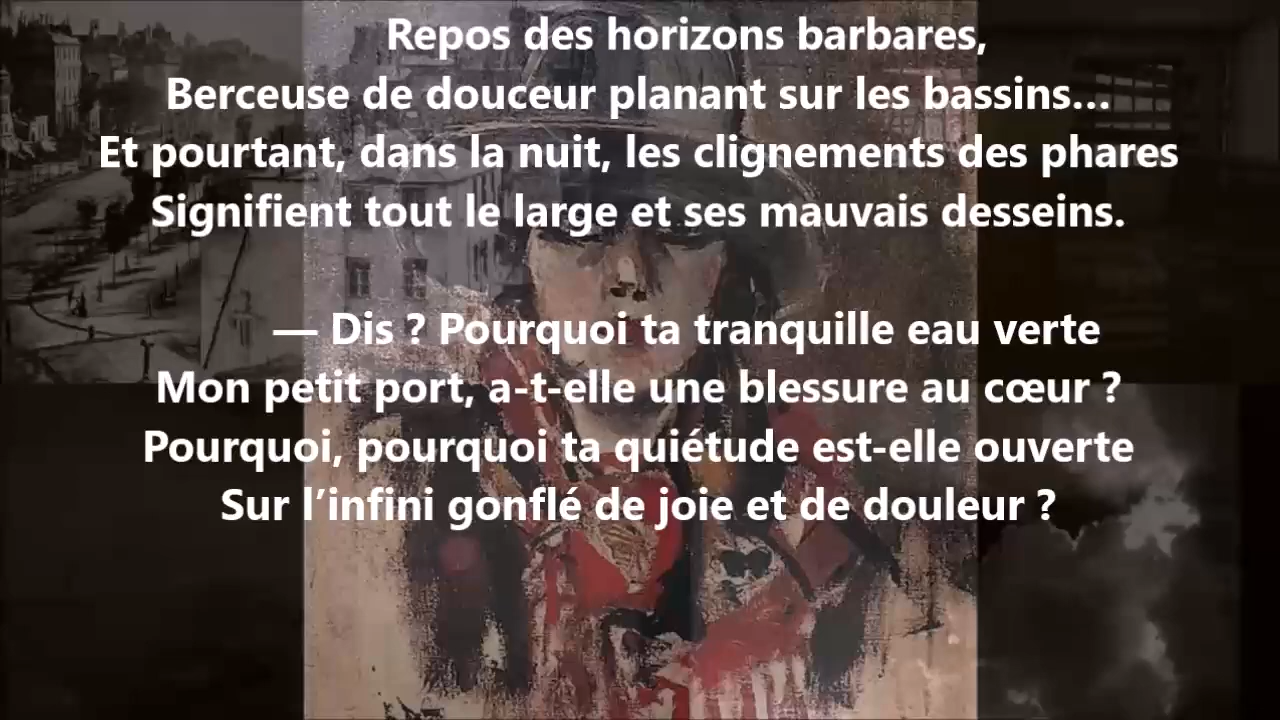 Repos des horizons barbares,
Berceuse de douceur planant sur les bassins…
Et pourtant, dans la nuit, les clignements des phares
Signifient tout le large et ses mauvais desseins.
— Dis ? Pourquoi ta tranquille eau verte
Mon petit port, a-t-elle une blessure au cœur ?
Pourquoi, pourquoi ta quiétude est-elle ouverte
Sur l’infini gonflé de joie et de douleur ?